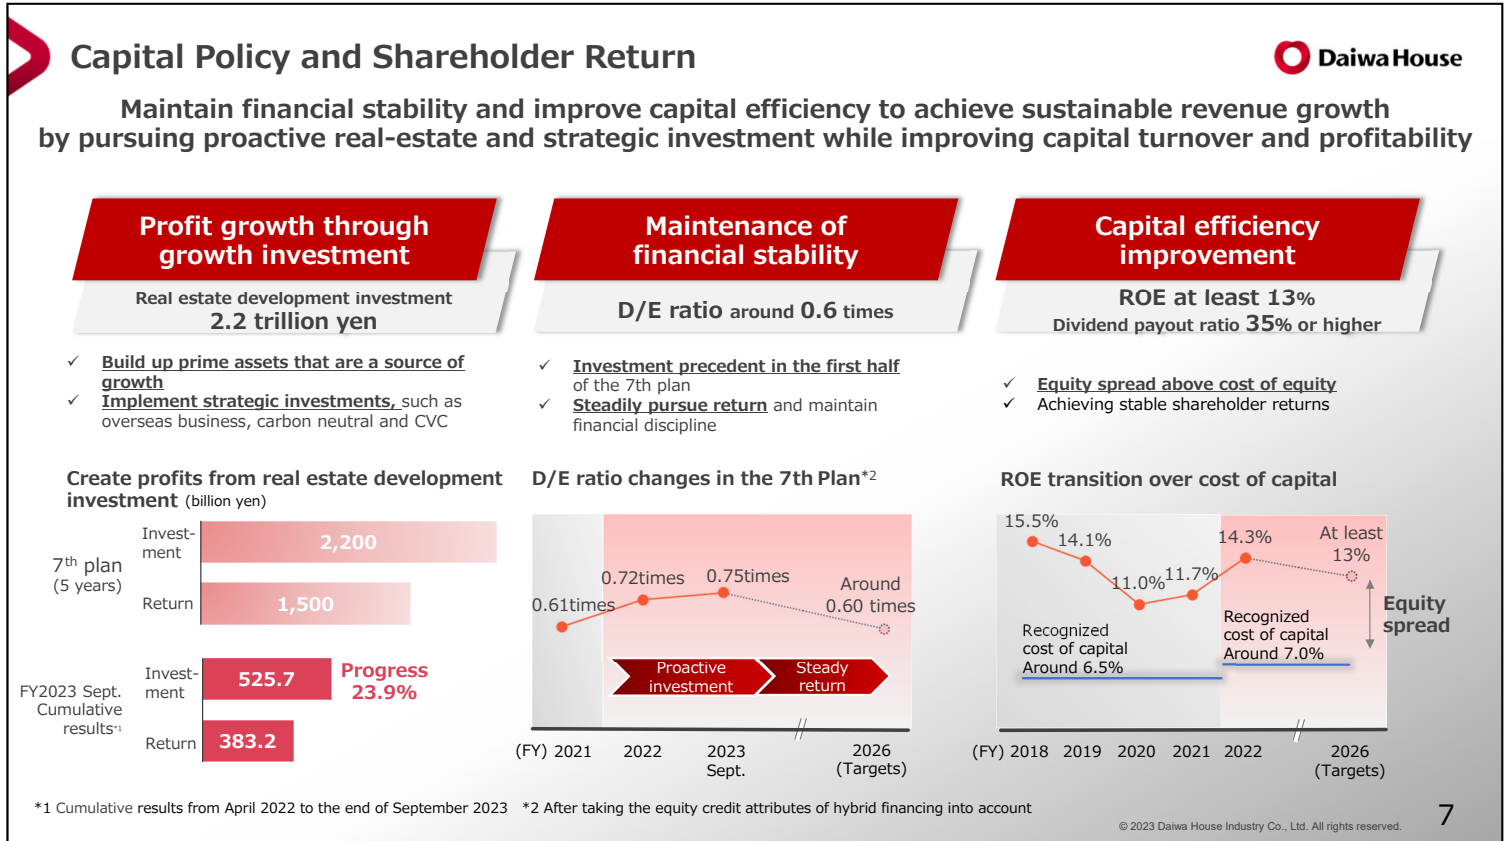 Capital Policy and Shareholder Return
Daiwa House
Maintain financial stability and improve capital efficiency to achieve sustainable revenue growth
by pursuing proactive real-estate and strategic investment while improving capital turnover and profitability
Profit growth through
growth investment
Real estate development investment
2.2 trillion yen
✓ Build up prime assets that are a source of
growth
✓ Implement strategic investments, such as
overseas business, carbon neutral and CVC
Create profits from real estate development
investment (billion yen)
7th plan
(5 years)
Invest-
ment
2,200
Return
1,500
FY2023 Sept.
Cumulative
results*1
Invest-
ment
525.7
Progress
23.9%
Return
383.2
Maintenance of
financial stability
D/E ratio around 0.6 times
✓ Investment precedent in the first half
of the 7th plan
✓ Steadily pursue return and maintain
financial discipline
D/E ratio changes in the 7th Plan*2
0.61times
0.72times
0.75times
Around
0.60 times
Proactive
investment
Steady
return
(FY) 2021 2022 2023
Sept.
2026
(Targets)
Capital efficiency
improvement
ROE at least 13%
Dividend payout ratio 35% or higher
✓ Equity spread above cost of equity
✓ Achieving stable shareholder returns
ROE transition over cost of capital
15.5%
14.1%
11.0%
11.7%
14.3%
At least
13%
Recognized
cost of capital
Around 6.5%
Recognized
cost of capital
Around 7.0%
Equity
spread
(FY) 2018 2019 2020 2021 2022 2026
(Targets)
*1 Cumulative results from April 2022 to the end of September 2023 *2 After taking the equity credit attributes of hybrid financing into account
© 2023 Daiwa House Industry Co., Ltd. All rights reserved.
7